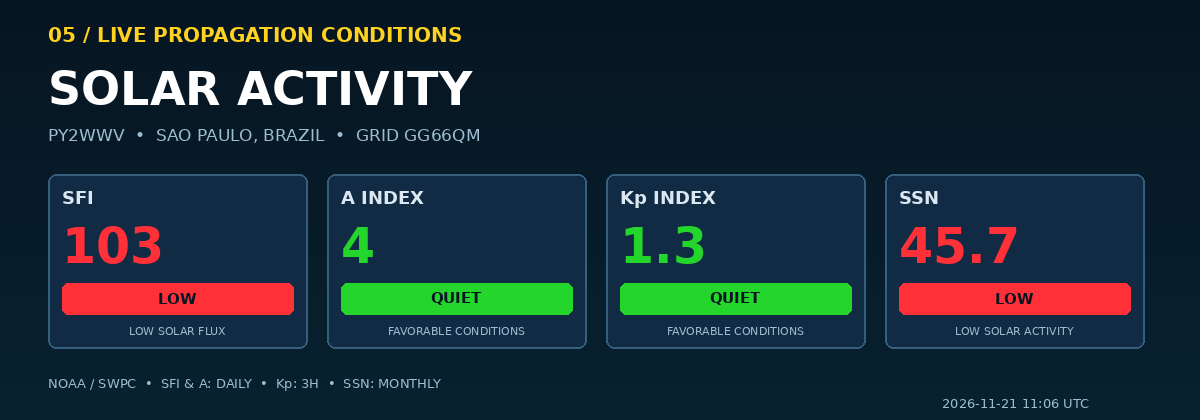 05 / LIVE PROPAGATION CONDITIONS
SOLAR ACTIVITY
PY2WWV • SAO PAULO, BRAZIL • GRID GG66QM
SFI
103
LOW
LOW SOLAR FLUX
A INDEX
4
QUIET
FAVORABLE CONDITIONS
Kp INDEX
1.3
QUIET
FAVORABLE CONDITIONS
SSN
45.7
LOW
LOW SOLAR ACTIVITY
NOAA / SWPC • SFI & A: DAILY • Kp: 3H • SSN: MONTHLY
2026-11-21 11:06 UTC